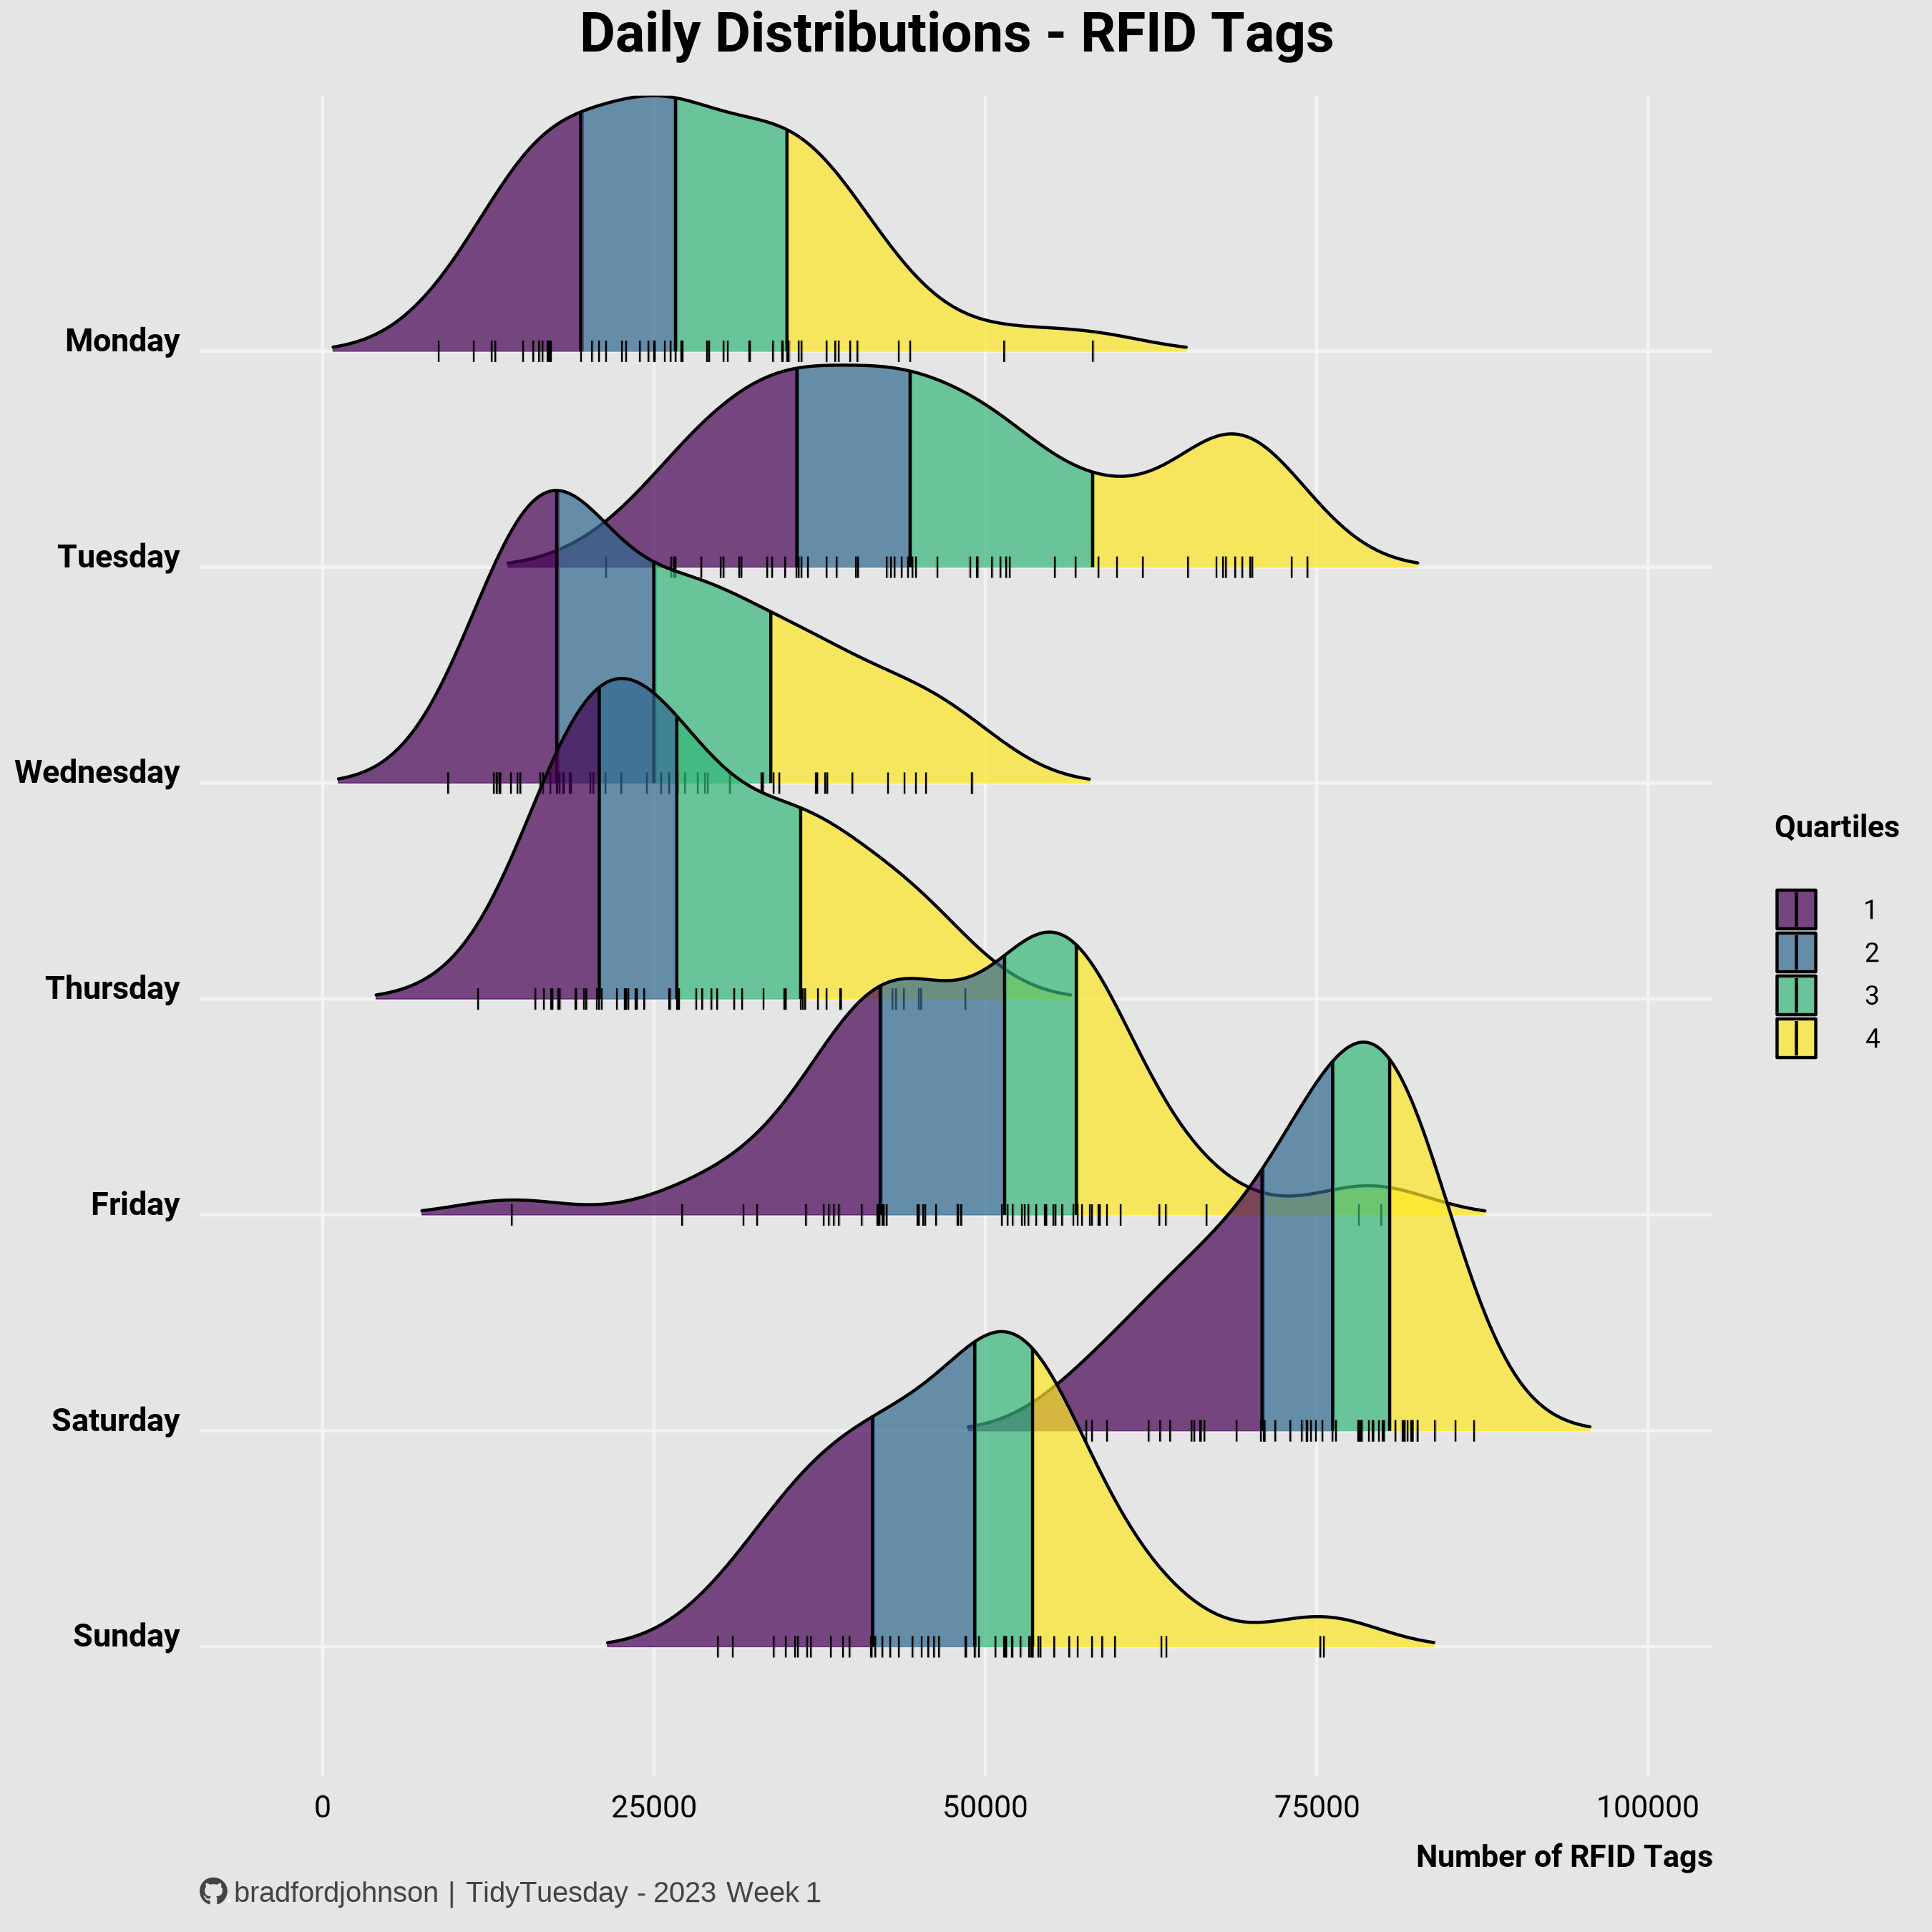 Daily Distributions - RFID Tags
Monday
Tuesday
Wednesday
Thursday
Friday
Saturday
Sunday
Quartiles
1
2
3
4
0 25000 50000 75000 100000
Number of RFID Tags
bradfordjohnson | TidyTuesday - 2023 Week 1